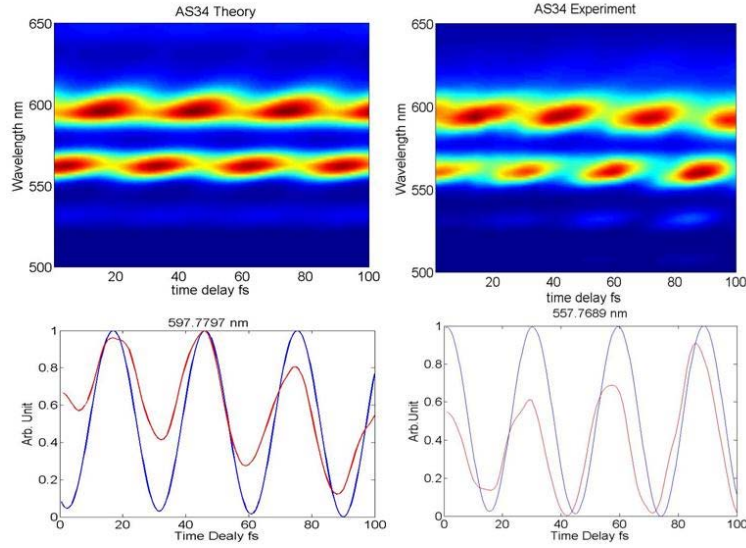 AS34 Theory
650
600
550
500
Wavelength nm
20 40 60 80 100
time delay fs
AS34 Experiment
650
600
550
500
Wavelength nm
20 40 60 80 100
time delay fs
597.7797 nm
1
0.8
0.6
0.4
0.2
0
Arb. Unit
0 20 40 60 80 100
Time Dealy fs
557.7689 nm
1
0.8
0.6
0.4
0.2
0
Arb.Unit
0 20 40 60 80 100
Time Dealy fs